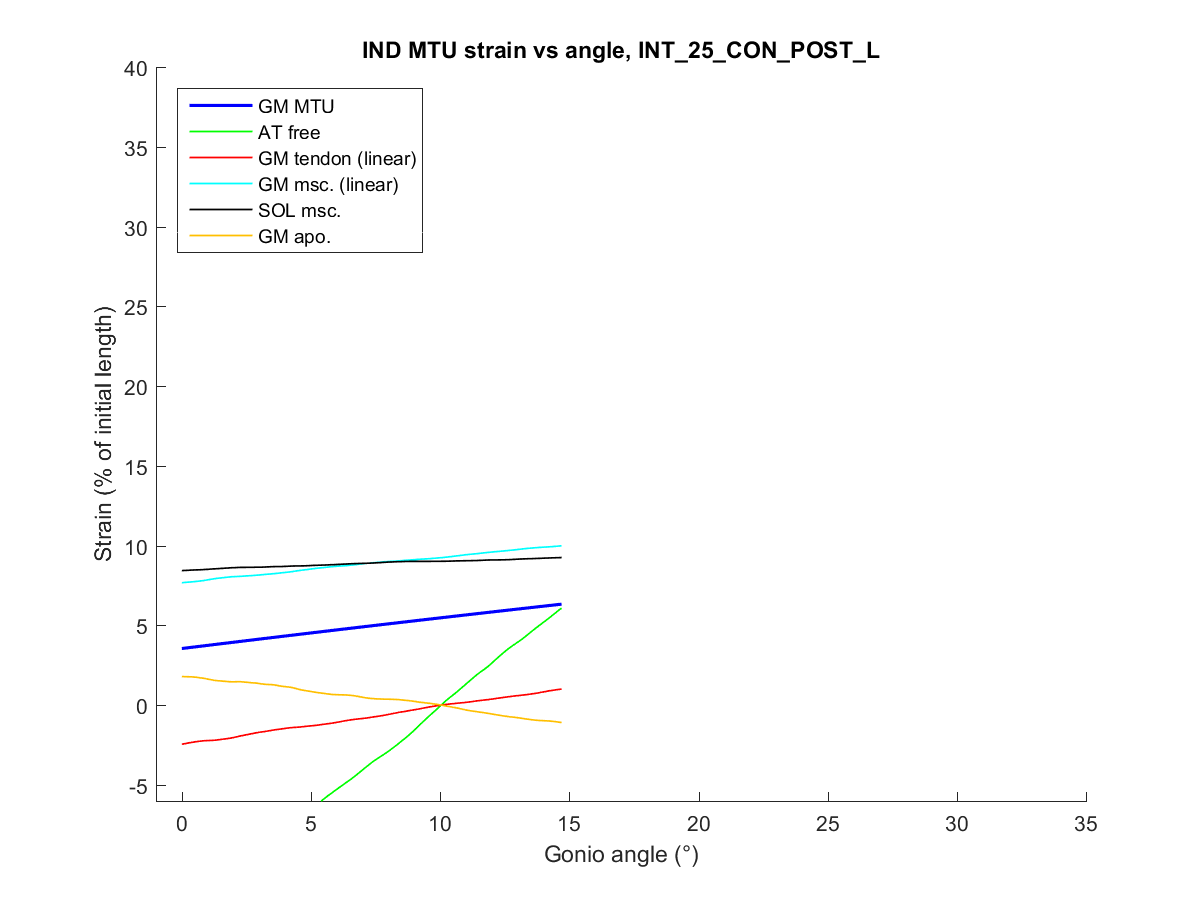 IND MTU strain vs angle, INT_25_CON_POST_L
40
35
30
25
20
15
10
5
0
-5
Strain (% of initial length)
GM MTU
AT free
GM tendon (linear)
GM msc. (linear)
SOL msc.
GM apo.
0 5 10 15 20 25 30 35
Gonio angle (°)